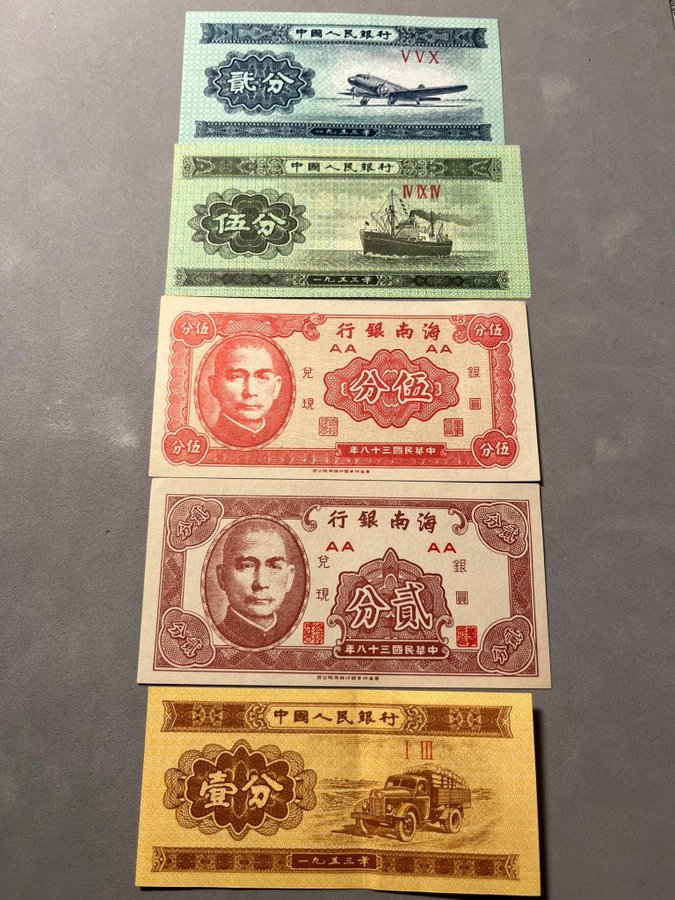 中國人民銀行
VVX
貳分
一九五三年
中國人民銀行
IV IX IV
伍分
一九五三年
分伍
行銀南海
分伍
AA AA
兌現
分伍
銀圓
分伍
年八十三國民華中
分伍
分貳
行銀南海
分貳
AA AA
兌現
分貳
銀圓
分貳
年八十三國民華中
分貳
中國人民銀行
I III
壹分
一九五三年